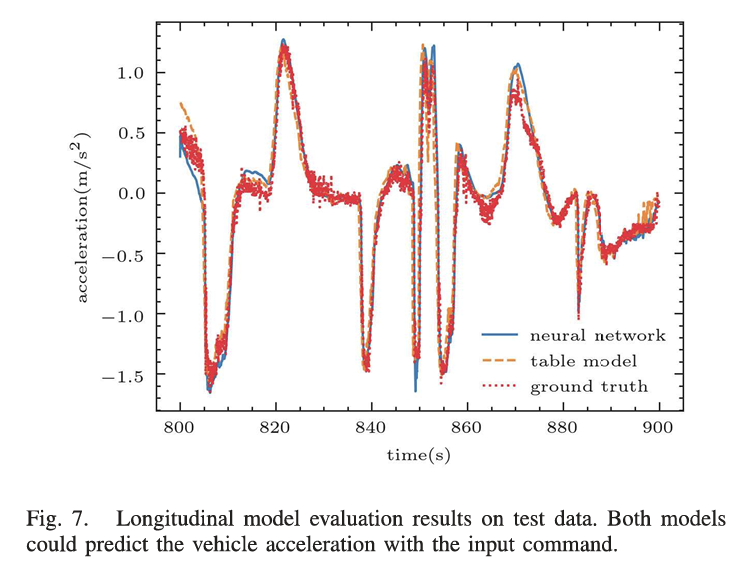 1.0
0.5
0.0
−0.5
−1.0
−1.5
acceleration(m/s²)
neural network
table model
ground truth
800 820 840 860 880 900
time(s)
Fig. 7. Longitudinal model evaluation results on test data. Both models
could predict the vehicle acceleration with the input command.